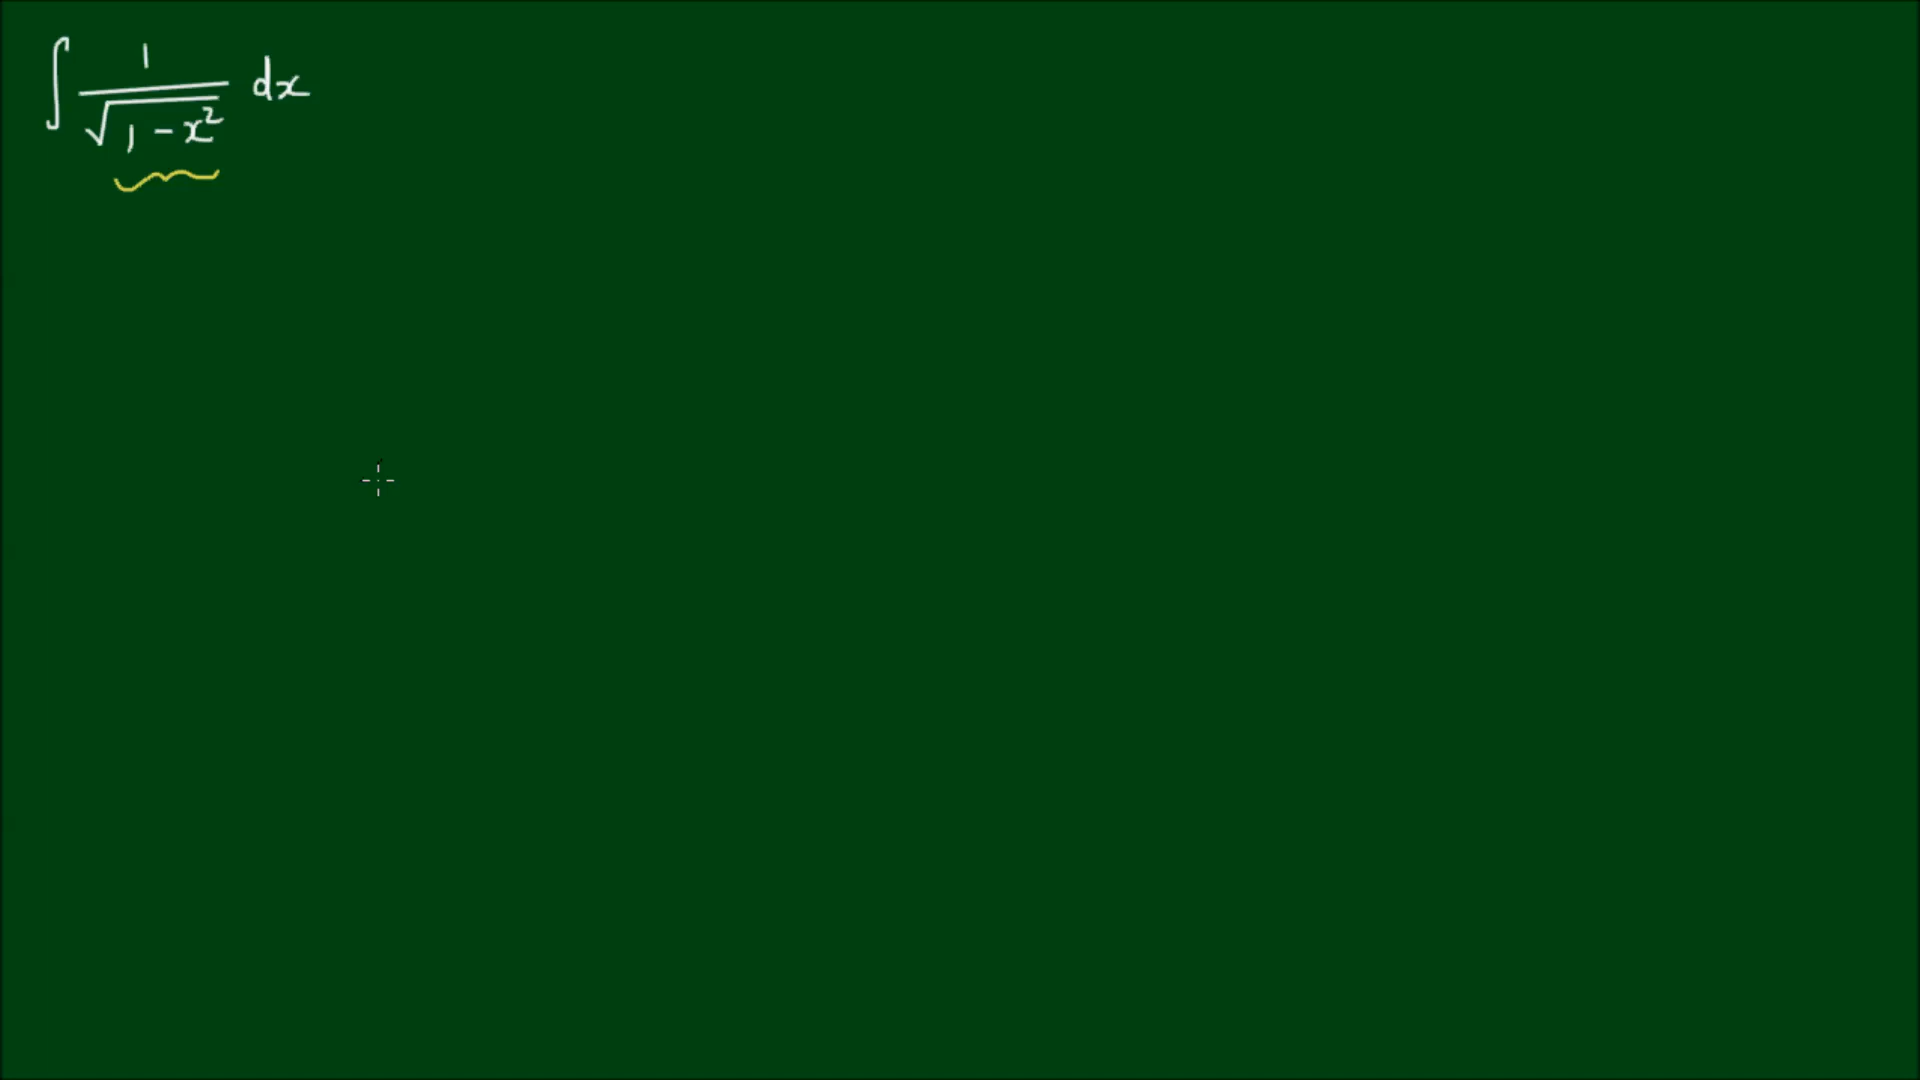 ∫ 1/√(1 - x²) dx